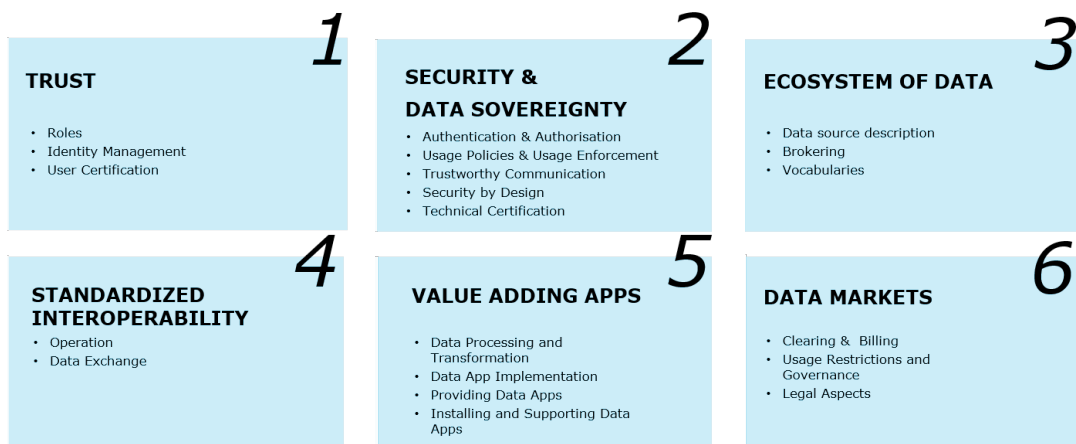 1
TRUST
• Roles
• Identity Management
• User Certification
2
SECURITY &
DATA SOVEREIGNTY
• Authentication & Authorisation
• Usage Policies & Usage Enforcement
• Trustworthy Communication
• Security by Design
• Technical Certification
3
ECOSYSTEM OF DATA
• Data source description
• Brokering
• Vocabularies
4
STANDARDIZED
INTEROPERABILITY
• Operation
• Data Exchange
5
VALUE ADDING APPS
• Data Processing and
Transformation
• Data App Implementation
• Providing Data Apps
• Installing and Supporting Data
Apps
6
DATA MARKETS
• Clearing & Billing
• Usage Restrictions and
Governance
• Legal Aspects